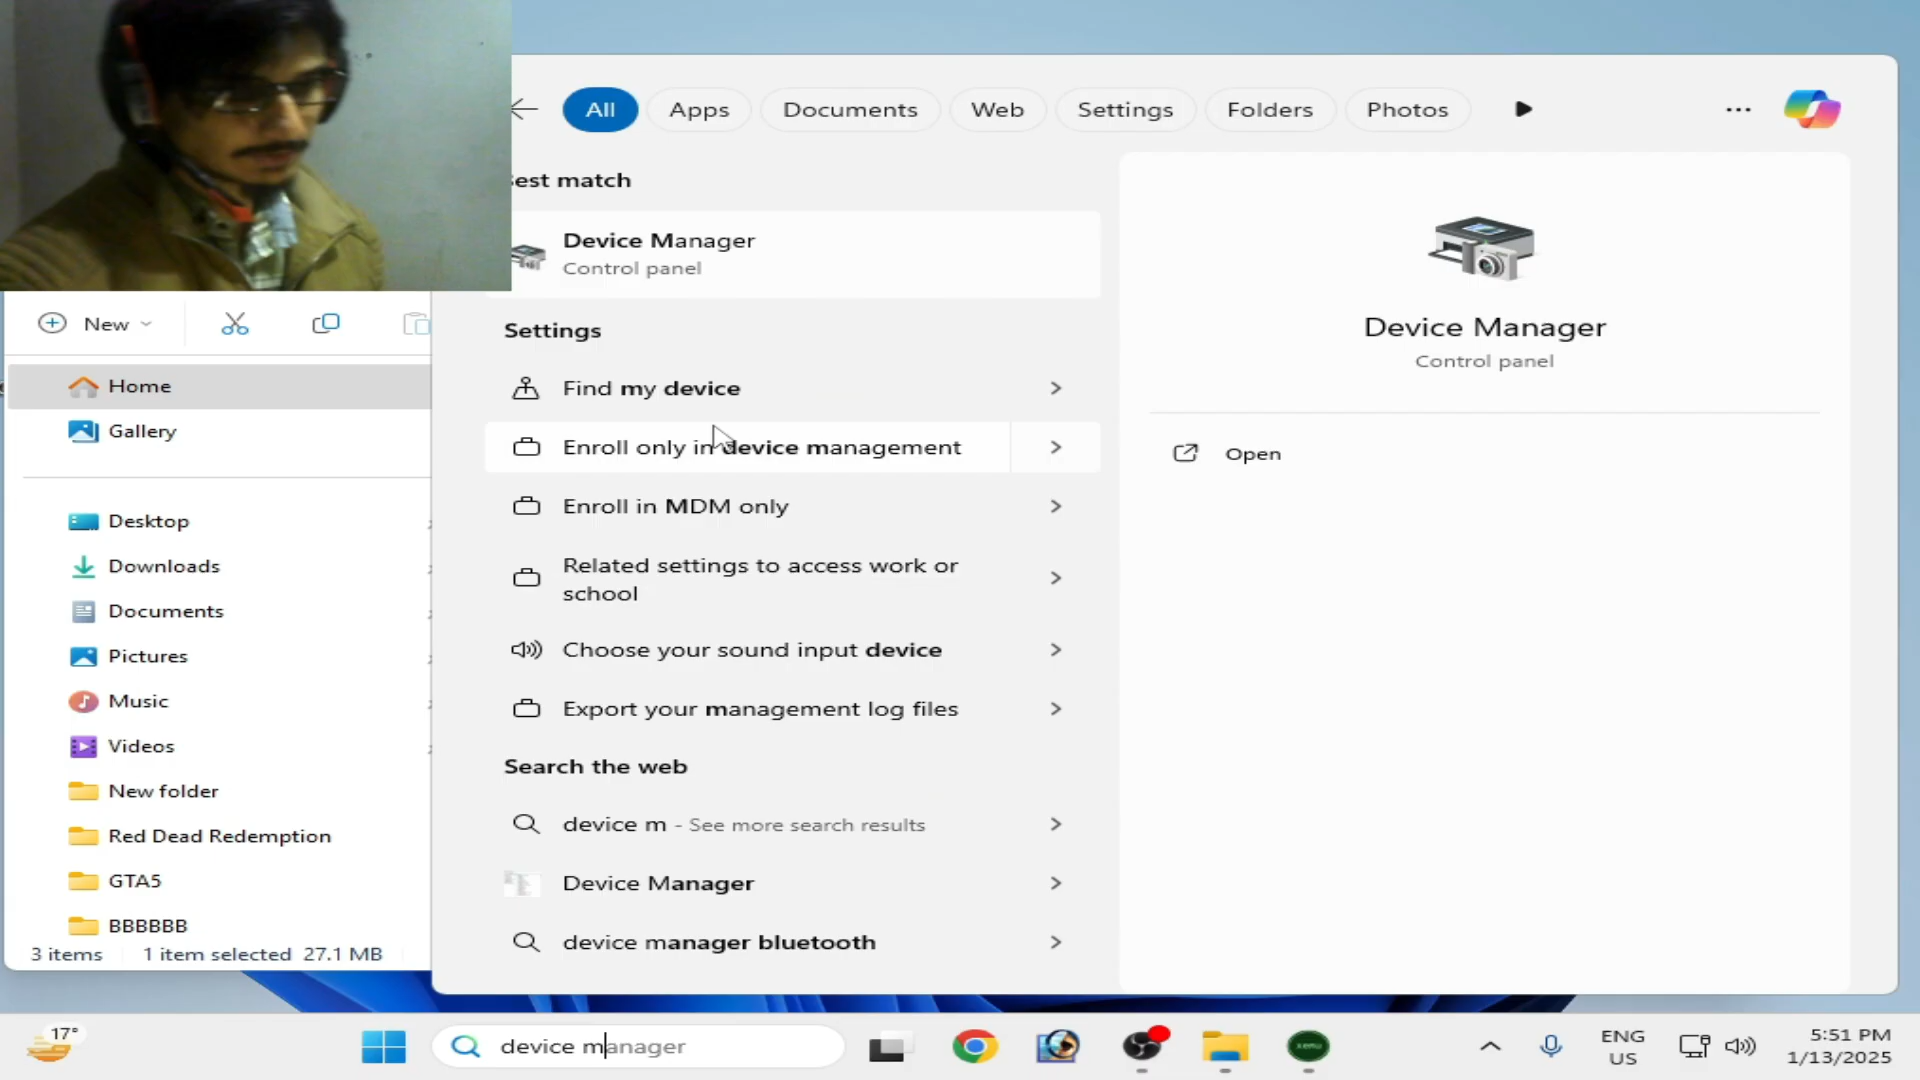 All
Apps
Documents
Web
Settings
Folders
Photos
est match
Device Manager
Control panel
Settings
Find my device
Enroll only in device management
Enroll in MDM only
Related settings to access work or
school
Choose your sound input device
Export your management log files
Search the web
device m - See more search results
Device Manager
device manager bluetooth
Device Manager
Control panel
Open
New
Home
Gallery
Desktop
Downloads
Documents
Pictures
Music
Videos
New folder
Red Dead Redemption
GTA5
BBBBBB
3 items 1 item selected 27.1 MB
17°
device manager
xemu
ENG
US
5:51 PM
1/13/2025